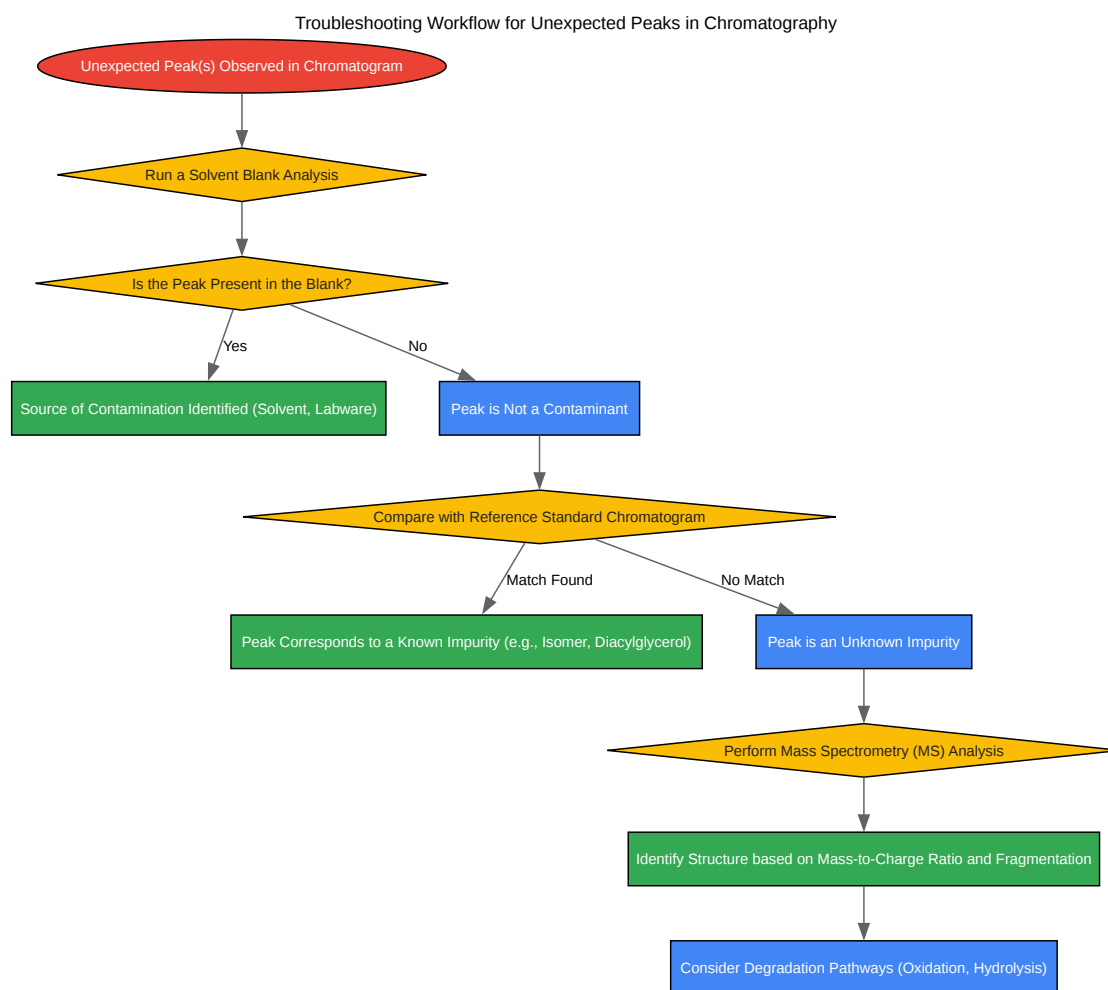 Troubleshooting Workflow for Unexpected Peaks in Chromatography
Unexpected Peak(s) Observed in Chromatogram
Run a Solvent Blank Analysis
Is the Peak Present in the Blank?
Yes
No
Source of Contamination Identified (Solvent, Labware)
Peak is Not a Contaminant
Compare with Reference Standard Chromatogram
Match Found
No Match
Peak Corresponds to a Known Impurity (e.g., Isomer, Diacylglycerol)
Peak is an Unknown Impurity
Perform Mass Spectrometry (MS) Analysis
Identify Structure based on Mass-to-Charge Ratio and Fragmentation
Consider Degradation Pathways (Oxidation, Hydrolysis)